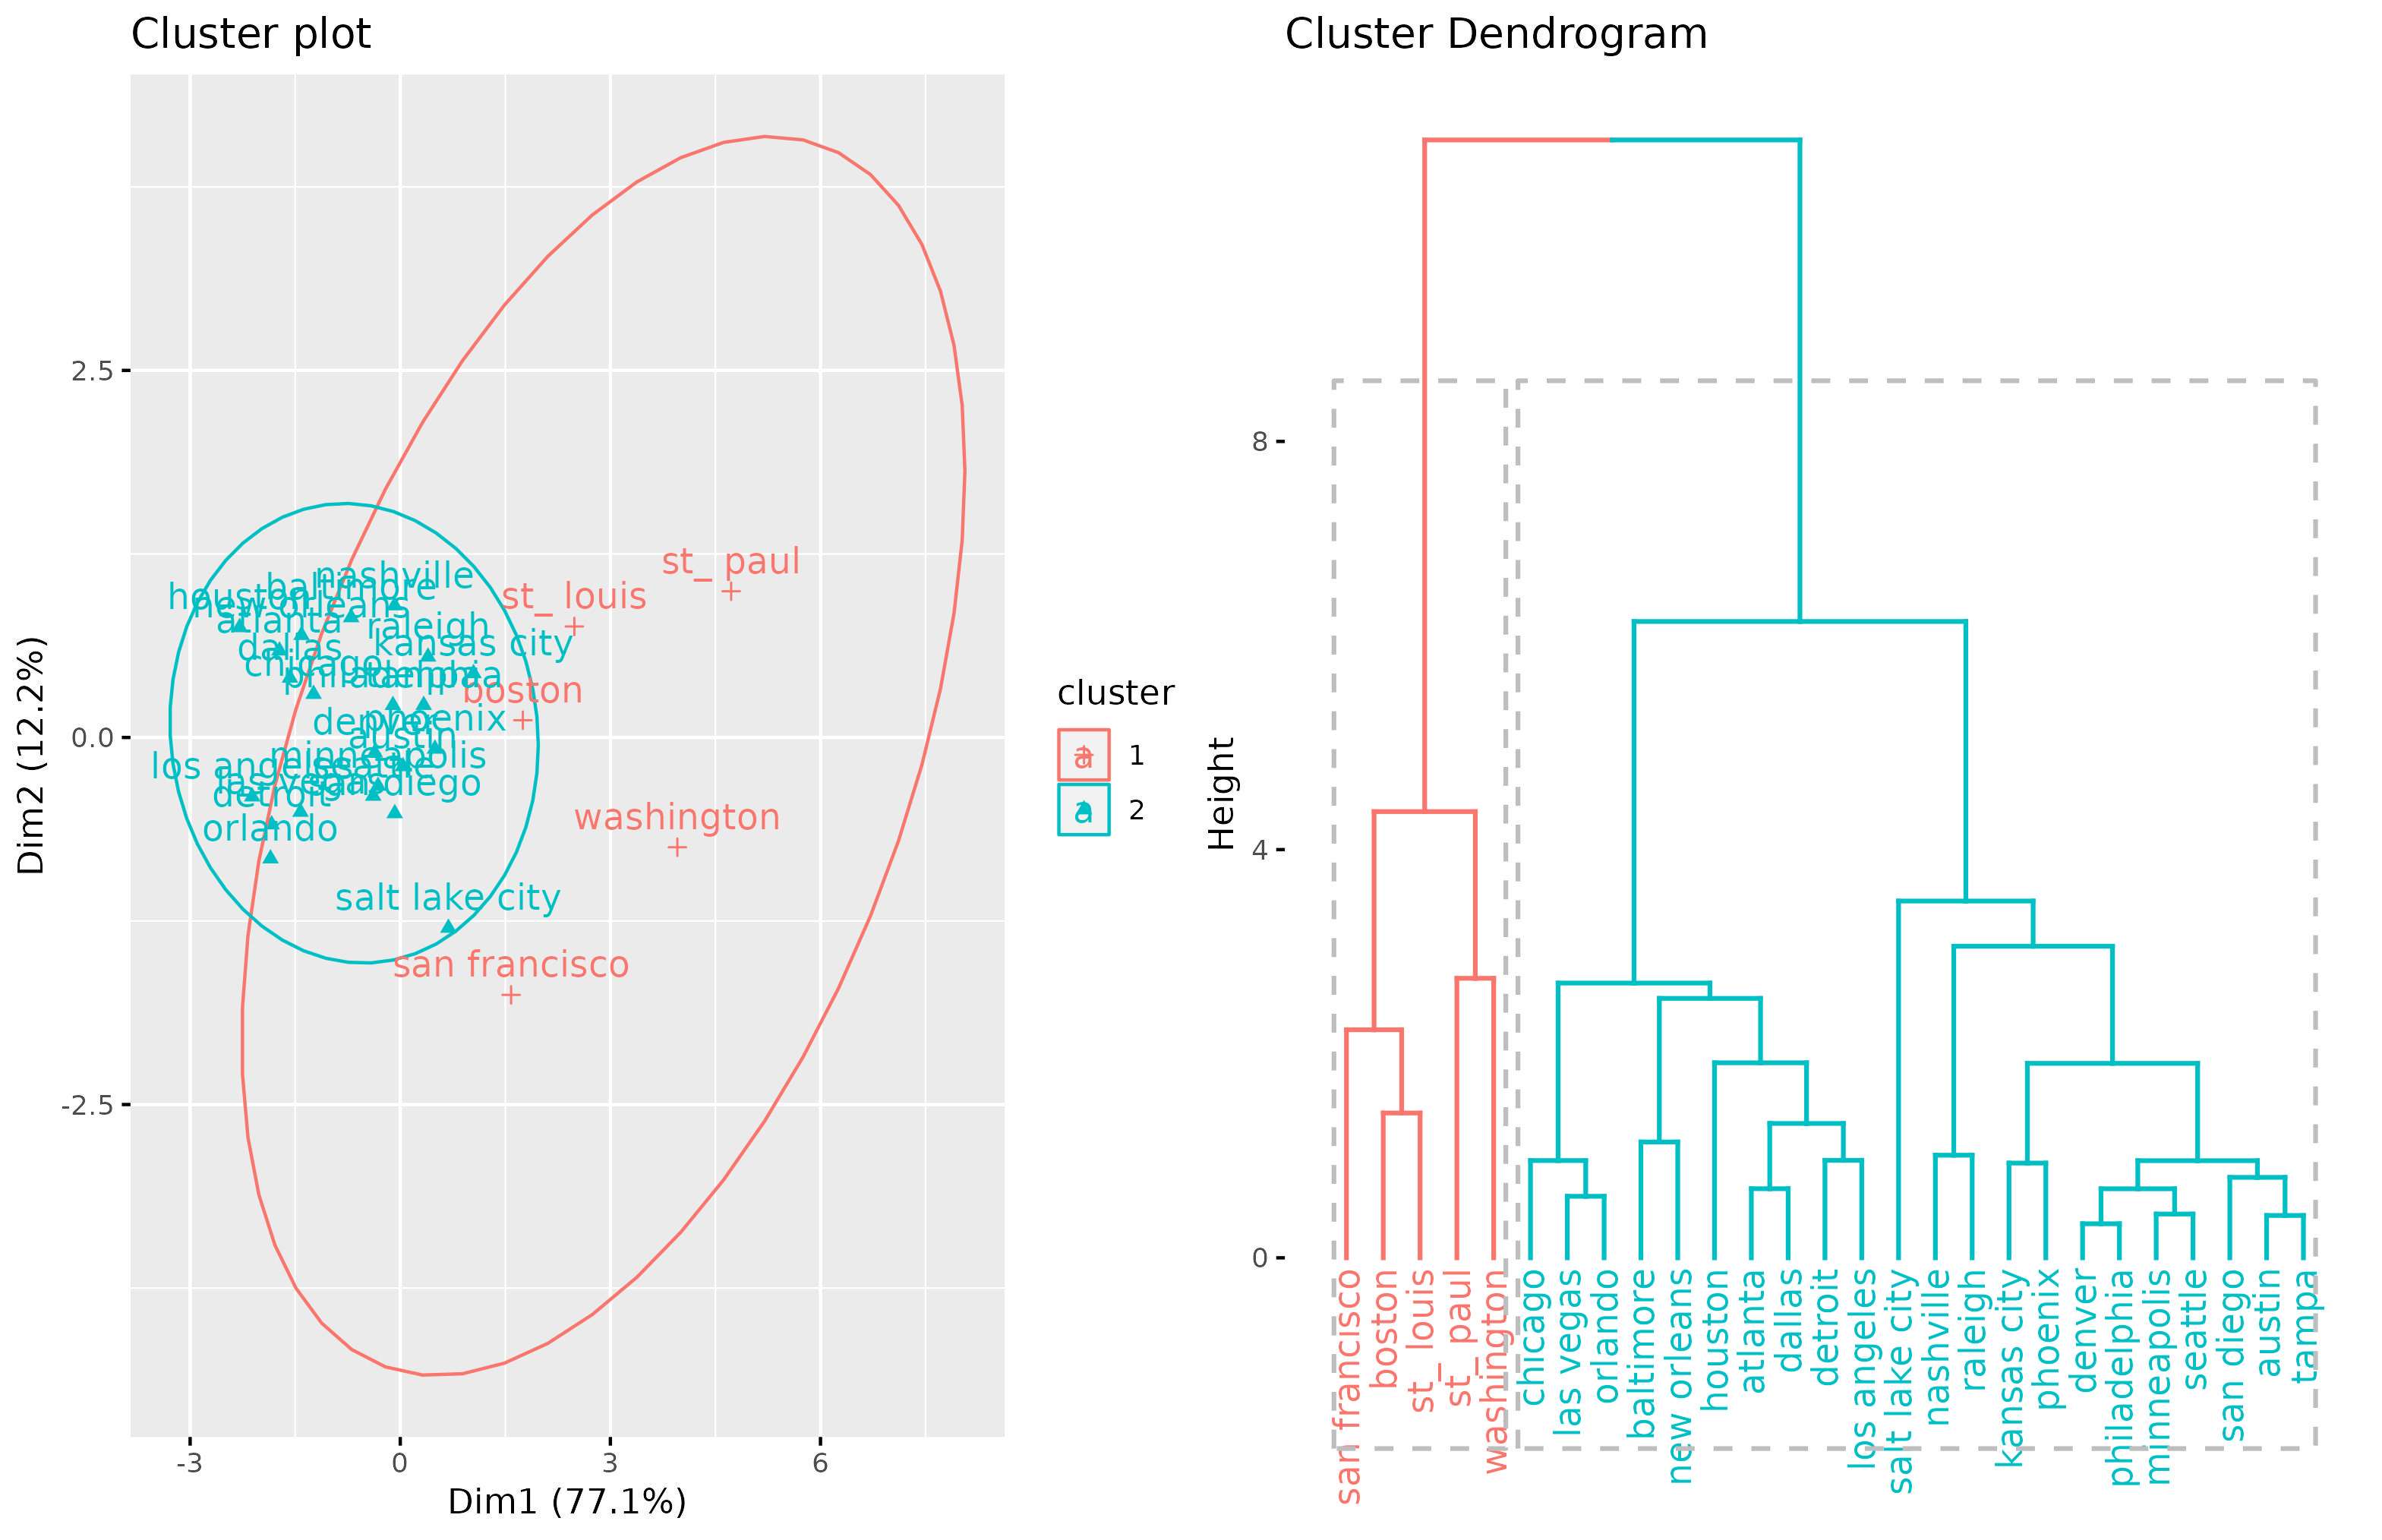 Cluster plot
2.5
0.0
-2.5
Dim2 (12.2%)
nashville
baltimore
houston
new orleans
atlanta
raleigh
kansas city
dallas
chicago
philadelphia
tampa
boston
denver
phoenix
austin
minneapolis
los angeles
seattle
las vegas
san diego
detroit
orlando
salt lake city
san francisco
washington
st_ louis
st_ paul
-3
0
3
6
Dim1 (77.1%)
cluster
a 1
a 2
Cluster Dendrogram
8
4
0
Height
san francisco
boston
st_ louis
st_ paul
washington
chicago
las vegas
orlando
baltimore
new orleans
houston
atlanta
dallas
detroit
los angeles
salt lake city
nashville
raleigh
kansas city
phoenix
denver
philadelphia
minneapolis
seattle
san diego
austin
tampa